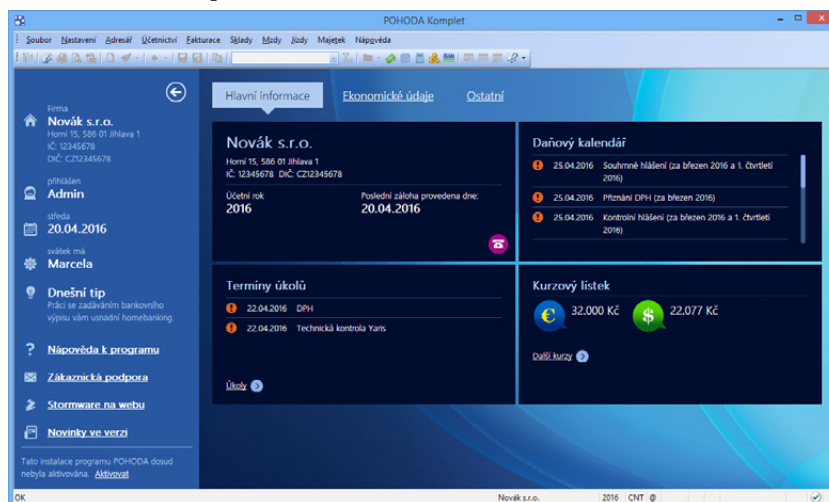 POHODA Komplet
Soubor Nastavení Adresář Účetnictví Fakturace Sklady Mzdy Jízdy Majetek Nápověda
Firma
Novák s.r.o.
Horní 15, 586 01 Jihlava 1
IČ: 12345678
DIČ: CZ12345678
přihlášen
Admin
středa
20.04.2016
svátek má
Marcela
Dnešní tip
Práci se zadáváním bankovního
výpisu vám usnadní homebanking.
Nápověda k programu
Zákaznická podpora
Stormware na webu
Novinky ve verzi
Tato instalace programu POHODA dosud
nebyla aktivována. Aktivovat
Hlavní informace Ekonomické údaje Ostatní
Novák s.r.o.
Horní 15, 586 01 Jihlava 1
IČ: 12345678 DIČ: CZ12345678
Účetní rok Poslední záloha provedena dne:
2016 20.04.2016
Daňový kalendář
25.04.2016 Souhrnné hlášení (za březen 2016 a 1. čtvrtletí
2016)
25.04.2016 Přiznání DPH (za březen 2016)
25.04.2016 Kontrolní hlášení (za březen 2016 a 1. čtvrtletí
2016)
Termíny úkolů
22.04.2016 DPH
22.04.2016 Technická kontrola Yaris
Úkoly
Kurzový lístek
€ 32.000 Kč $ 22.077 Kč
Další kurzy
OK Novák s.r.o. 2016 CNT @